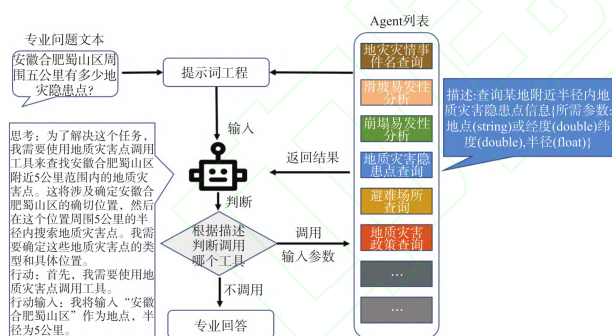 专业问题文本
安徽合肥蜀山区周
围五公里有多少地
灾隐患点?
提示词工程
Agent列表
地灾灾情事
件名查询
滑坡易发性
分析
崩塌易发性
分析
地质灾害隐
患点查询
避难场所
查询
地质灾害
政策查询
…
…
描述:查询某地附近半径内地
质灾害隐患点信息{所需参数:
地点(string)或经度(double)纬
度(double),半径(float)}
输入
返回结果
判断
根据描述
判断调用
哪个工具
调用
输入参数
不调用
专业回答
思考：为了解决这个任务，
我需要使用地质灾害点调用
工具来查找安徽合肥蜀山区
附近5公里范围内的地质灾
害点。这将涉及确定安徽合
肥蜀山区的确切位置，然后
在这个位置周围5公里的半
径内搜索地质灾害点。我需
要确定这些地质灾害点的类
型和具体位置。
行动：首先，我需要使用地
质灾害点调用工具。
行动输入：我将输入“安徽
合肥蜀山区”作为地点，半
径为5公里。